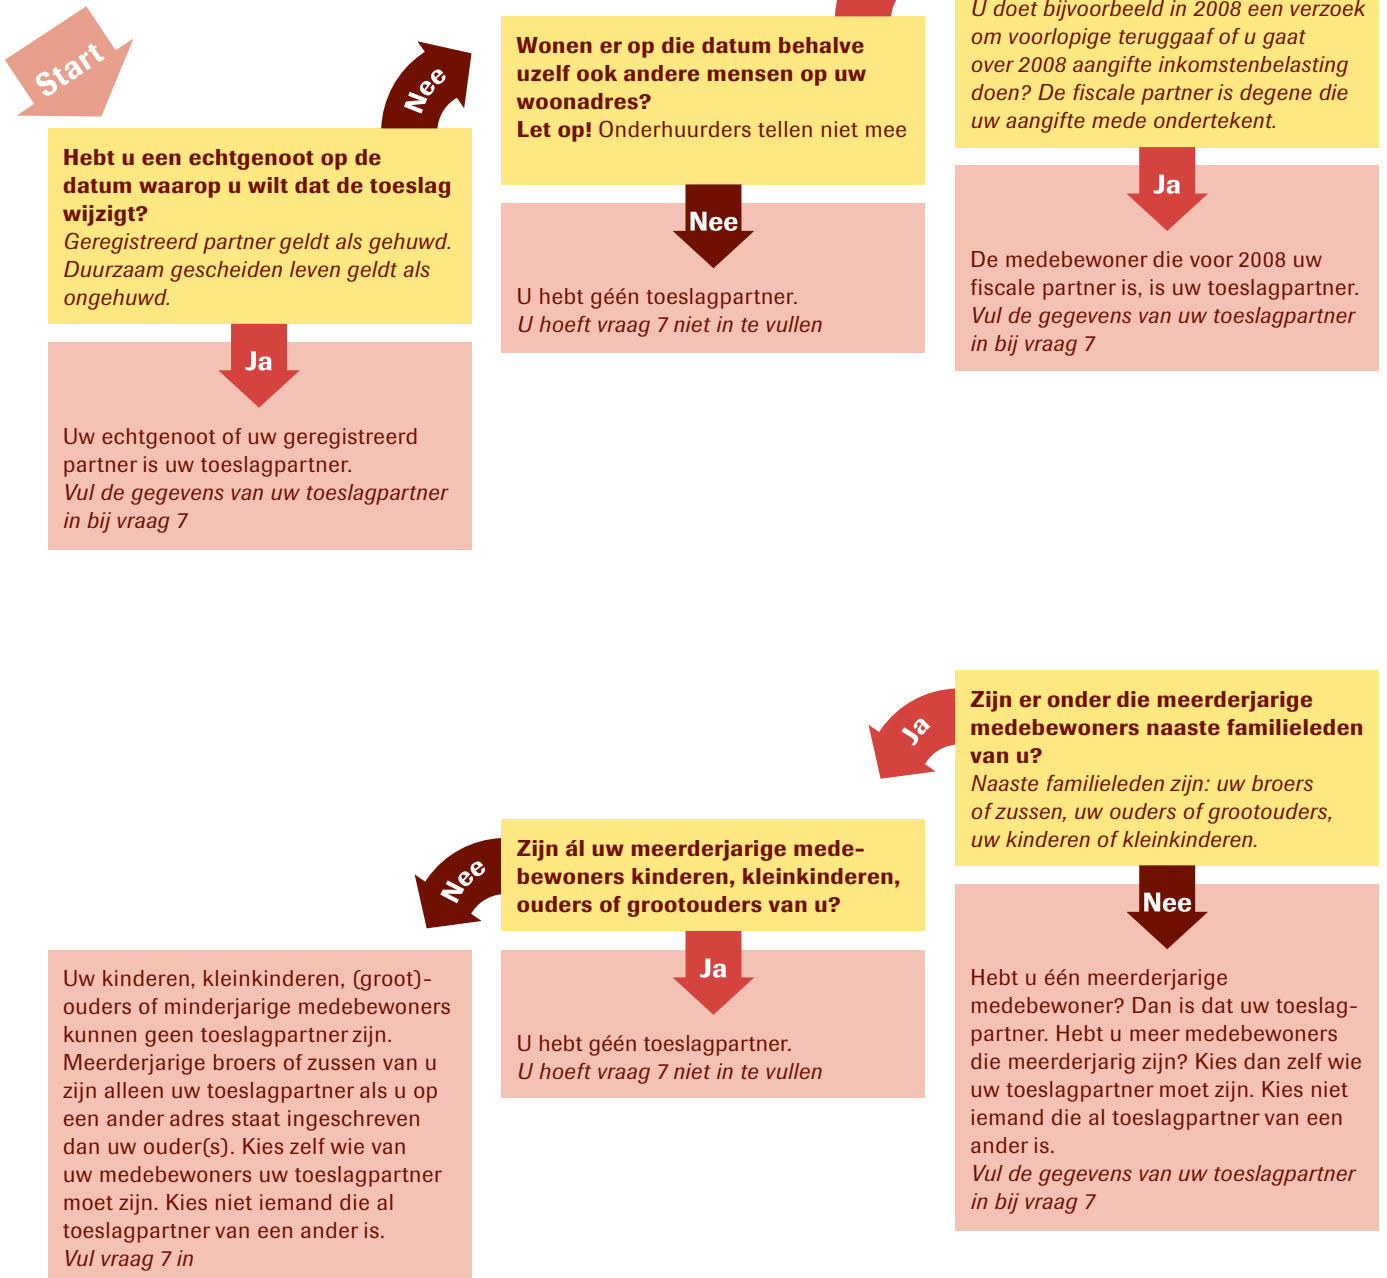 Start
Hebt u een echtgenoot op de
datum waarop u wilt dat de toeslag
wijzigt?
Geregistreerd partner geldt als gehuwd.
Duurzaam gescheiden leven geldt als
ongehuwd.
Ja
Uw echtgenoot of uw geregistreerd
partner is uw toeslagpartner.
Vul de gegevens van uw toeslagpartner
in bij vraag 7
Nee
Wonen er op die datum behalve
uzelf ook andere mensen op uw
woonadres?
Let op! Onderhuurders tellen niet mee
Nee
U hebt géén toeslagpartner.
U hoeft vraag 7 niet in te vullen
U doet bijvoorbeeld in 2008 een verzoek
om voorlopige teruggaaf of u gaat
over 2008 aangifte inkomstenbelasting
doen? De fiscale partner is degene die
uw aangifte mede ondertekent.
Ja
De medebewoner die voor 2008 uw
fiscale partner is, is uw toeslagpartner.
Vul de gegevens van uw toeslagpartner
in bij vraag 7
Zijn er onder die meerderjarige
medebewoners naaste familieleden
van u?
Naaste familieleden zijn: uw broers
of zussen, uw ouders of grootouders,
uw kinderen of kleinkinderen.
Nee
Hebt u één meerderjarige
medebewoner? Dan is dat uw toeslag-
partner. Hebt u meer medebewoners
die meerderjarig zijn? Kies dan zelf wie
uw toeslagpartner moet zijn. Kies niet
iemand die al toeslagpartner van een
ander is.
Vul de gegevens van uw toeslagpartner
in bij vraag 7
Ja
Zijn ál uw meerderjarige mede-
bewoners kinderen, kleinkinderen,
ouders of grootouders van u?
Ja
U hebt géén toeslagpartner.
U hoeft vraag 7 niet in te vullen
Nee
Uw kinderen, kleinkinderen, (groot)-
ouders of minderjarige medebewoners
kunnen geen toeslagpartner zijn.
Meerderjarige broers of zussen van u
zijn alleen uw toeslagpartner als u op
een ander adres staat ingeschreven
dan uw ouder(s). Kies zelf wie van
uw medebewoners uw toeslagpartner
moet zijn. Kies niet iemand die al
toeslagpartner van een ander is.
Vul vraag 7 in